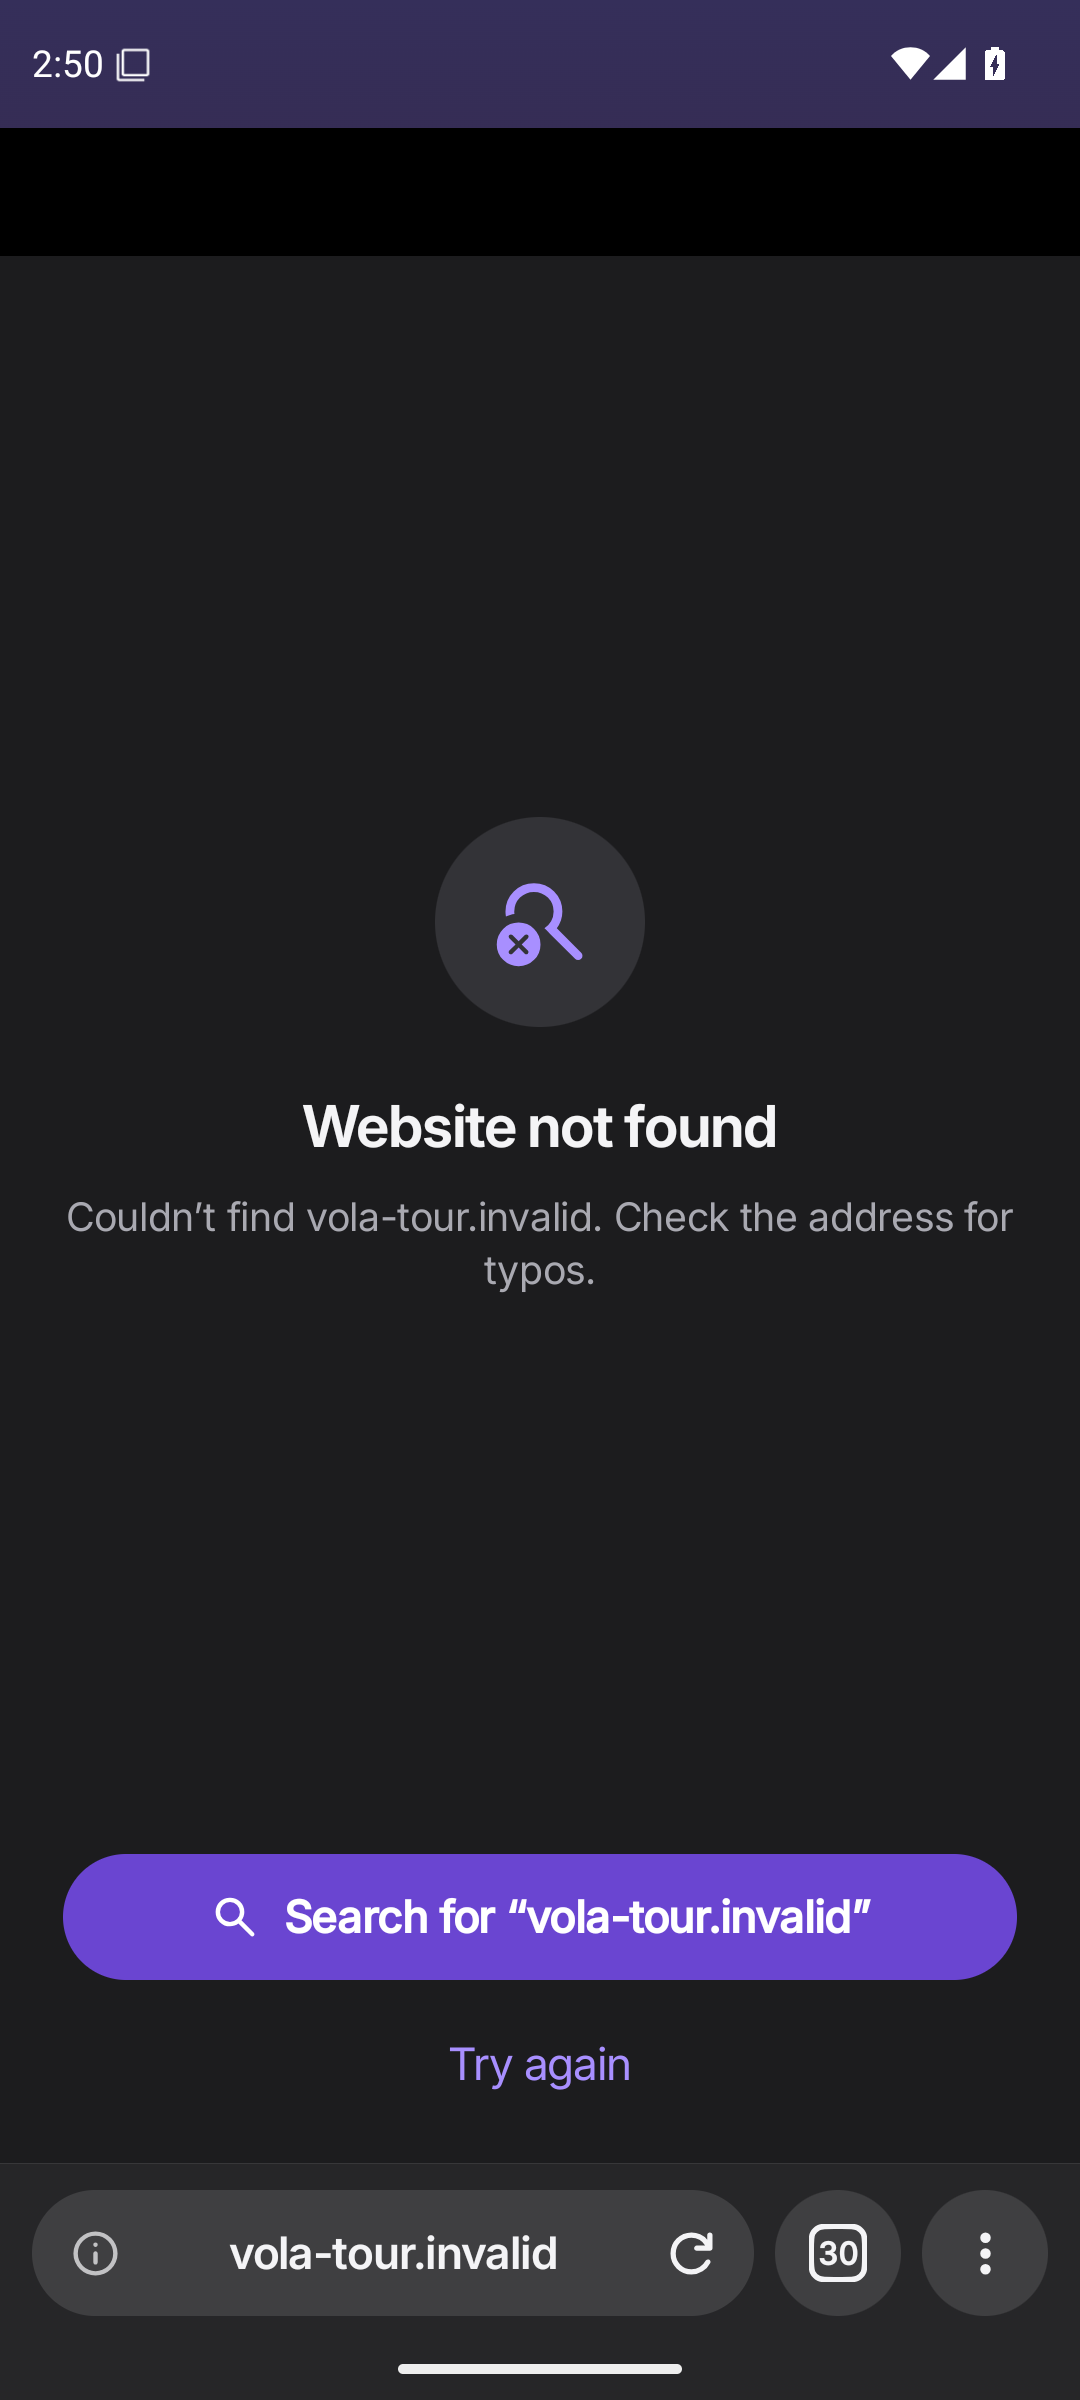 2:50
Website not found
Couldn’t find vola-tour.invalid. Check the address for
typos.
Search for “vola-tour.invalid”
Try again
vola-tour.invalid
30